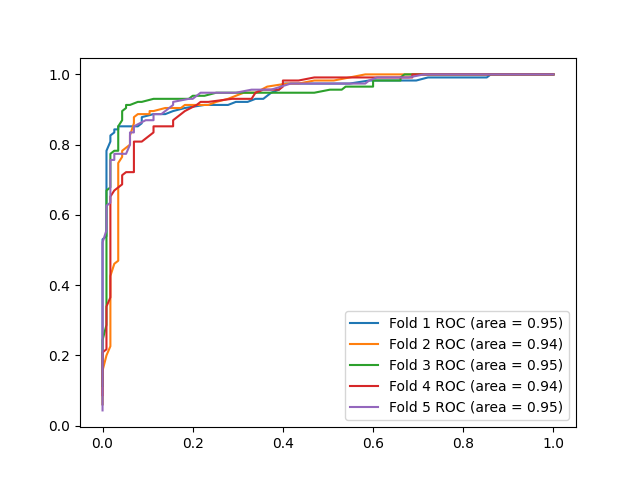 1.0
0.8
0.6
0.4
0.2
0.0
0.0 0.2 0.4 0.6 0.8 1.0
Fold 1 ROC (area = 0.95)
Fold 2 ROC (area = 0.94)
Fold 3 ROC (area = 0.95)
Fold 4 ROC (area = 0.94)
Fold 5 ROC (area = 0.95)